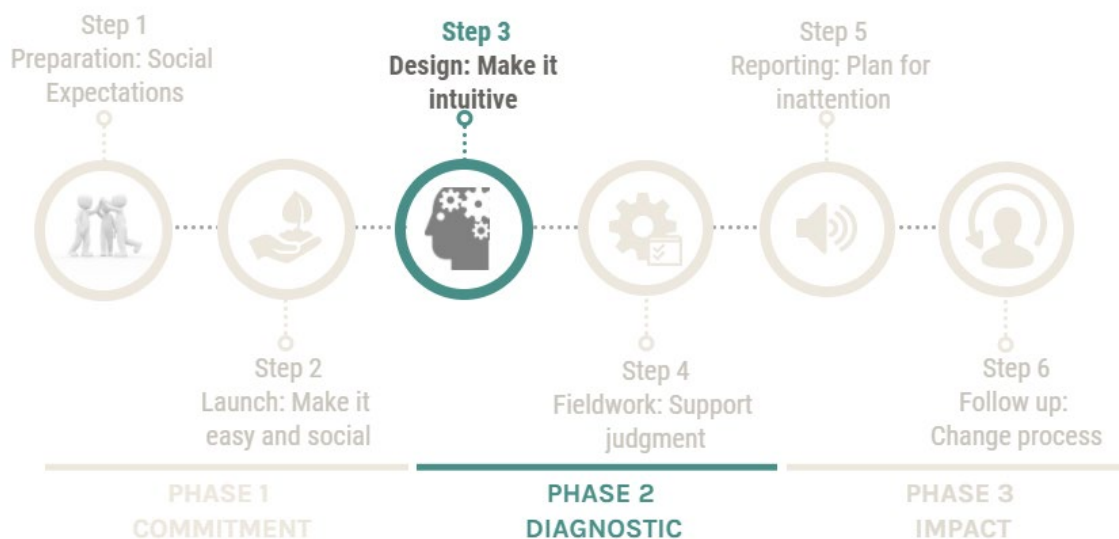 Step 1
Preparation: Social
Expectations
Step 3
Design: Make it
intuitive
Step 5
Reporting: Plan for
inattention
Step 2
Launch: Make it
easy and social
Step 4
Fieldwork: Support
judgment
Step 6
Follow up:
Change process
PHASE 1
COMMITMENT
PHASE 2
DIAGNOSTIC
PHASE 3
IMPACT